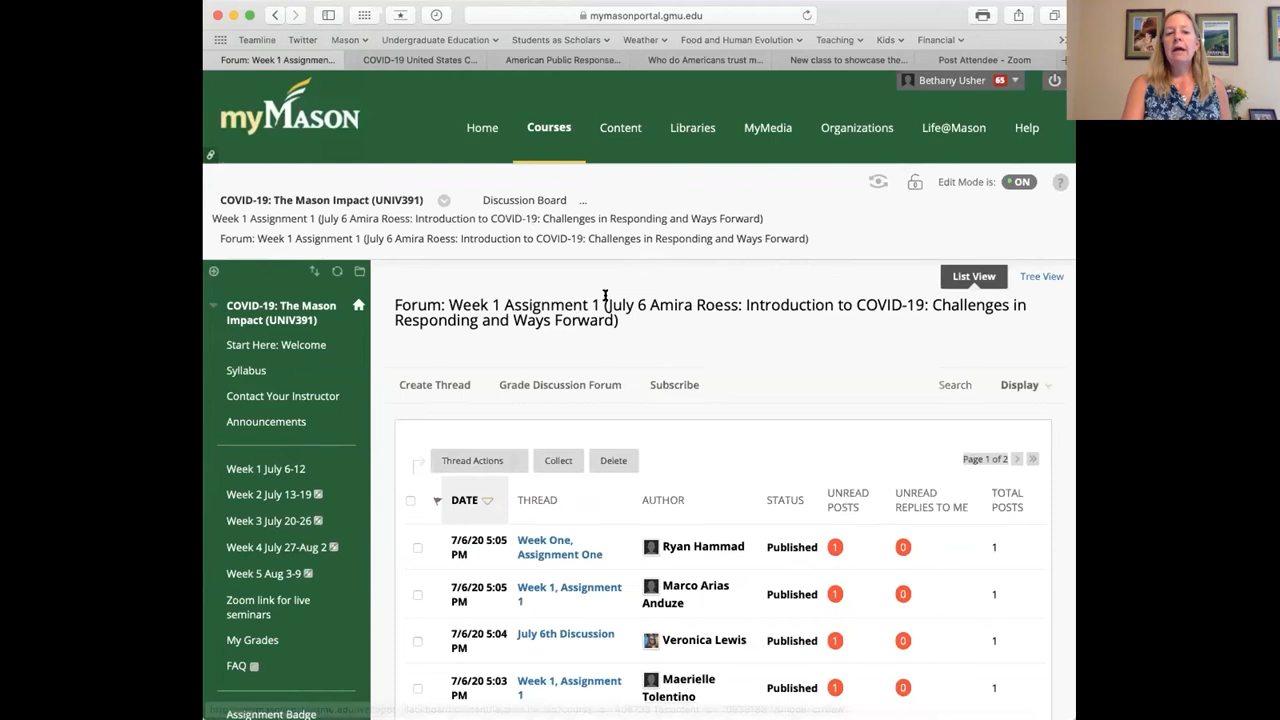 mymasonportal.gmu.edu
Teamline Twitter Mason Undergraduate Education Students as Scholars Weather Food and Human Evolution Teaching Kids Financial
Forum: Week 1 Assignmen... COVID-19 United States C... American Public Response... Who do Americans trust m... New class to showcase the... Post Attendee - Zoom
Bethany Usher 65
myMASON
Home Courses Content Libraries MyMedia Organizations Life@Mason Help
Edit Mode is: ON ?
COVID-19: The Mason Impact (UNIV391) Discussion Board ...
Week 1 Assignment 1 (July 6 Amira Roess: Introduction to COVID-19: Challenges in Responding and Ways Forward)
Forum: Week 1 Assignment 1 (July 6 Amira Roess: Introduction to COVID-19: Challenges in Responding and Ways Forward)
List View Tree View
COVID-19: The Mason
Impact (UNIV391)
Start Here: Welcome
Syllabus
Contact Your Instructor
Announcements
Week 1 July 6-12
Week 2 July 13-19
Week 3 July 20-26
Week 4 July 27-Aug 2
Week 5 Aug 3-9
Zoom link for live
seminars
My Grades
FAQ
Assignment Badge
Forum: Week 1 Assignment 1 (July 6 Amira Roess: Introduction to COVID-19: Challenges in
Responding and Ways Forward)
Create Thread Grade Discussion Forum Subscribe Search Display
Thread Actions Collect Delete Page 1 of 2
DATE THREAD AUTHOR STATUS UNREAD POSTS UNREAD REPLIES TO ME TOTAL POSTS
7/6/20 5:05 PM Week One, Assignment One Ryan Hammad Published 1 0 1
7/6/20 5:05 PM Week 1, Assignment 1 Marco Arias Anduze Published 1 0 1
7/6/20 5:04 PM July 6th Discussion Veronica Lewis Published 1 0 1
7/6/20 5:03 PM Week 1, Assignment 1 Maerielle Tolentino Published 1 0 1